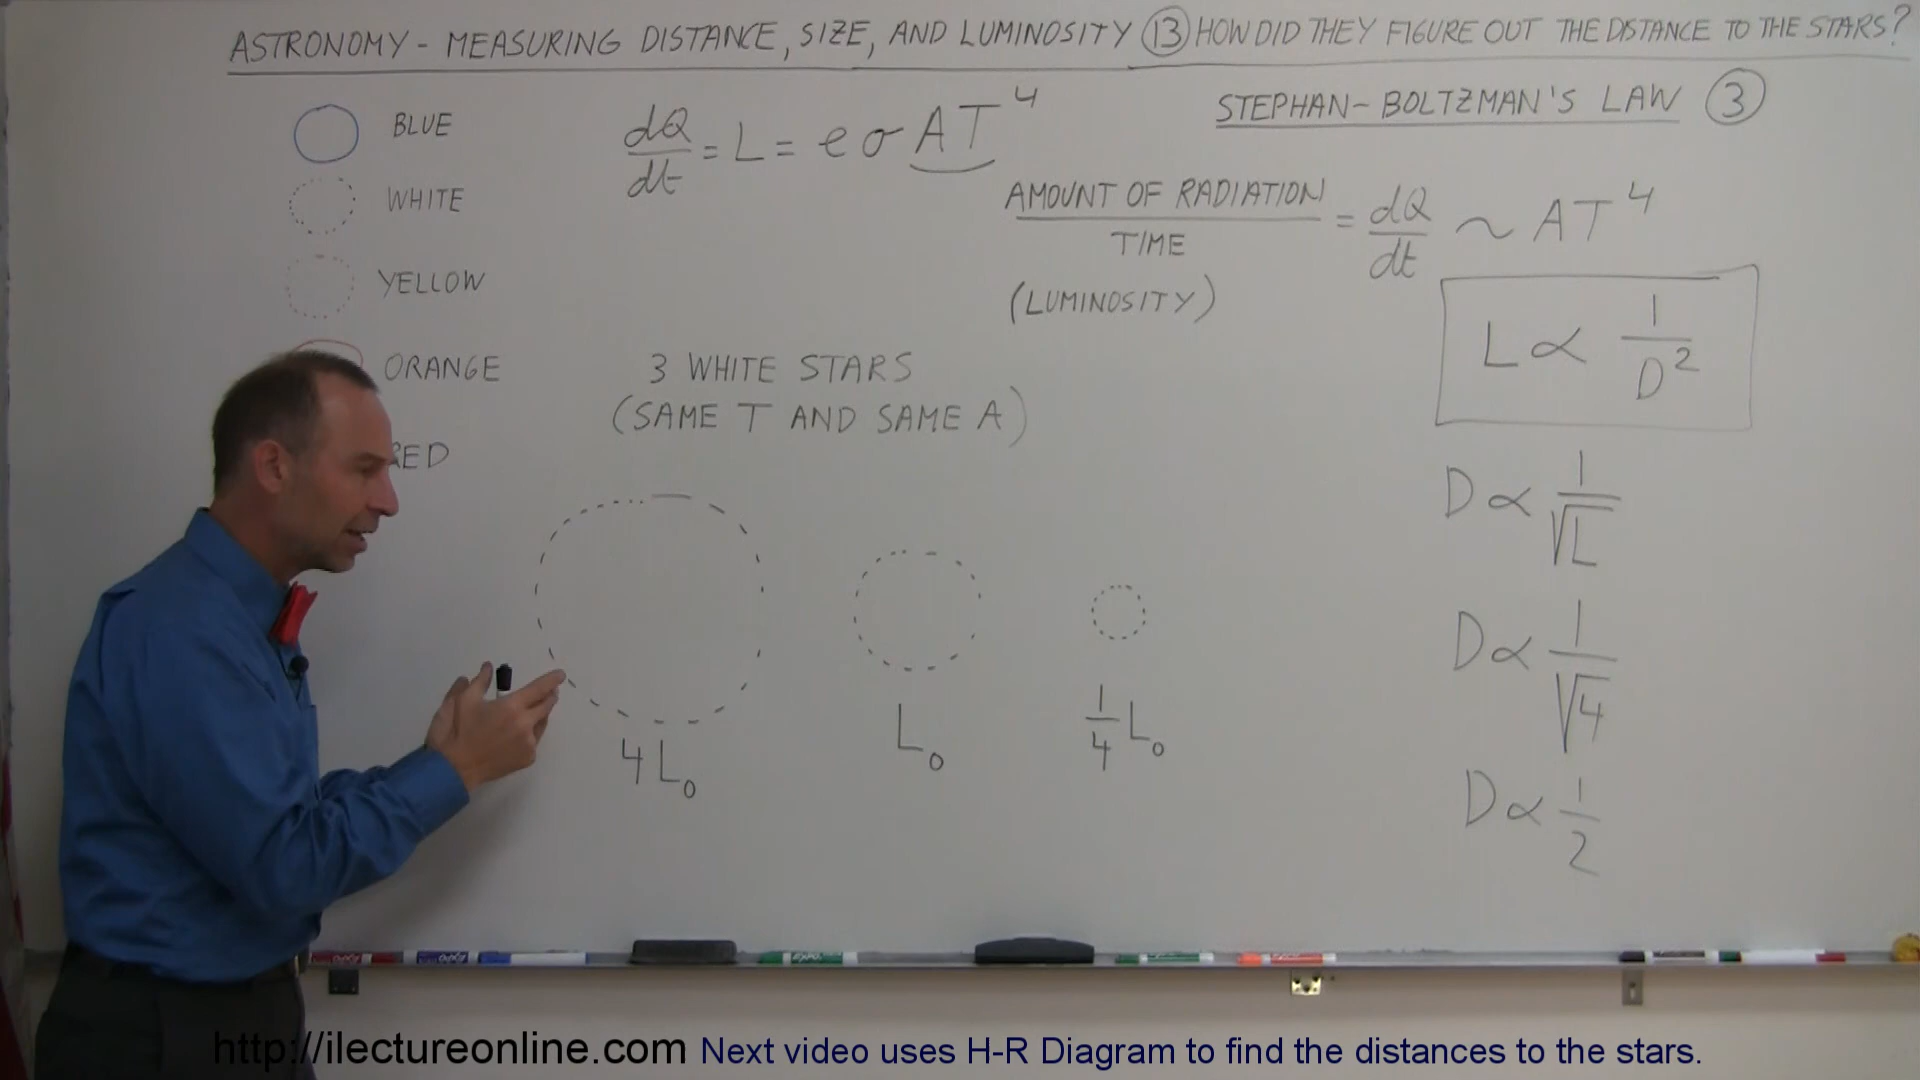 ASTRONOMY - MEASURING DISTANCE, SIZE, AND LUMINOSITY ⑬ HOW DID THEY FIGURE OUT THE DISTANCE TO THE STARS?
STEPHAN-BOLTZMAN'S LAW ③
BLUE
WHITE
YELLOW
ORANGE
RED
dQ/dt = L = e σ A T⁴
AMOUNT OF RADIATION / TIME = dQ/dt ~ AT⁴
(LUMINOSITY)
L ∝ 1/D²
3 WHITE STARS
(SAME T AND SAME A)
4L₀
L₀
1/4 L₀
D ∝ 1/√L
D ∝ 1/√4
D ∝ 1/2
http://ilectureonline.com Next video uses H-R Diagram to find the distances to the stars.